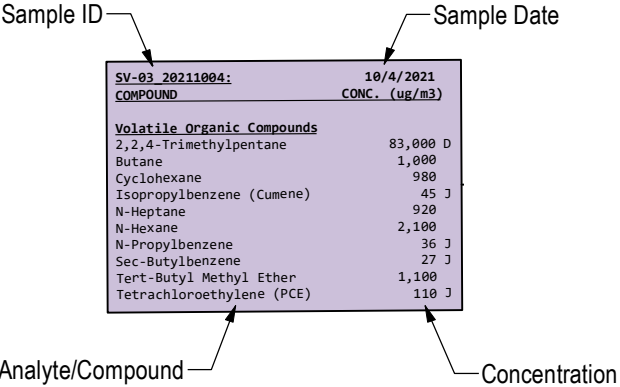 Sample ID
Sample Date
SV-03_20211004: 10/4/2021
COMPOUND CONC. (ug/m3)
Volatile Organic Compounds
2,2,4-Trimethylpentane 83,000 D
Butane 1,000
Cyclohexane 980
Isopropylbenzene (Cumene) 45 J
N-Heptane 920
N-Hexane 2,100
N-Propylbenzene 36 J
Sec-Butylbenzene 27 J
Tert-Butyl Methyl Ether 1,100
Tetrachloroethylene (PCE) 110 J
Analyte/Compound
Concentration